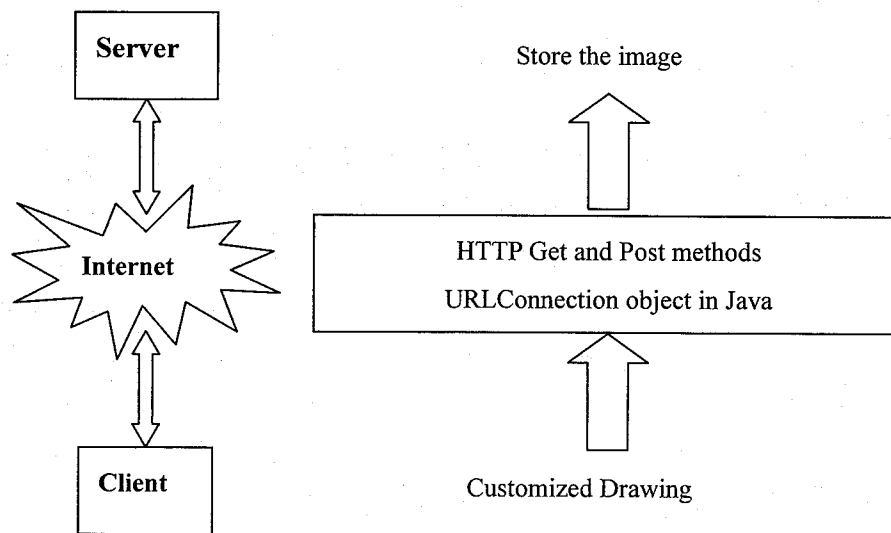 Server
Store the image
Internet
HTTP Get and Post methods
URLConnection object in Java
Client
Customized Drawing